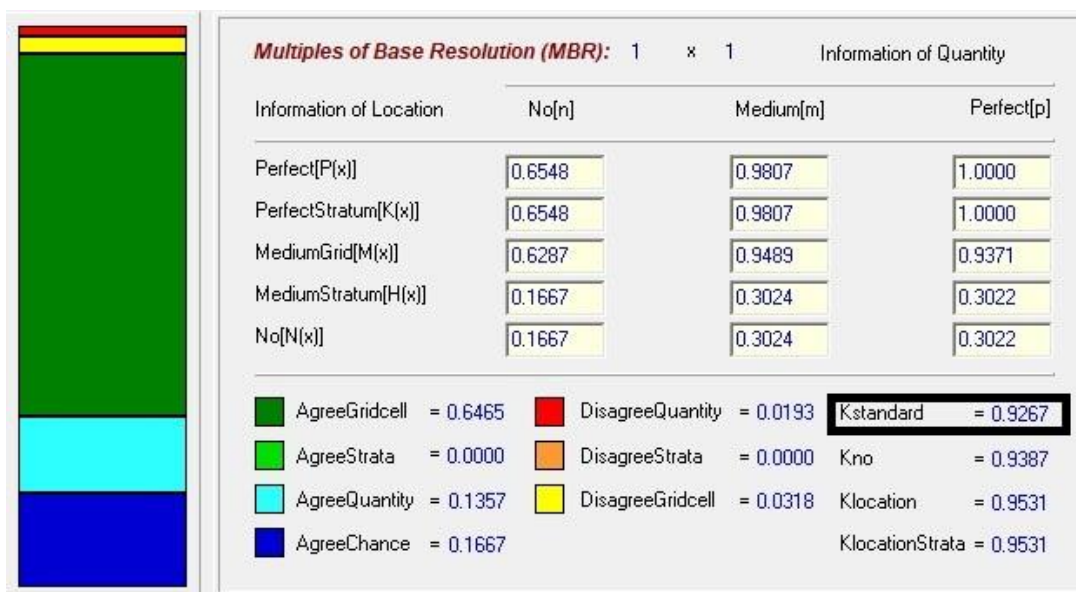 Multiples of Base Resolution (MBR): 1 x 1 Information of Quantity
Information of Location No[n] Medium[m] Perfect[p]
Perfect[P(x)] 0.6548 0.9807 1.0000
PerfectStratum[K(x)] 0.6548 0.9807 1.0000
MediumGrid[M(x)] 0.6287 0.9489 0.9371
MediumStratum[H(x)] 0.1667 0.3024 0.3022
No[N(x)] 0.1667 0.3024 0.3022
AgreeGridcell = 0.6465 DisagreeQuantity = 0.0193 Kstandard = 0.9267
AgreeStrata = 0.0000 DisagreeStrata = 0.0000 Kno = 0.9387
AgreeQuantity = 0.1357 DisagreeGridcell = 0.0318 Klocation = 0.9531
AgreeChance = 0.1667 KlocationStrata = 0.9531